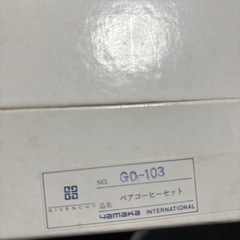 NO. GO-103
GIVENCHY
品名 ペアコーヒーセット
yamaka INTERNATIONAL